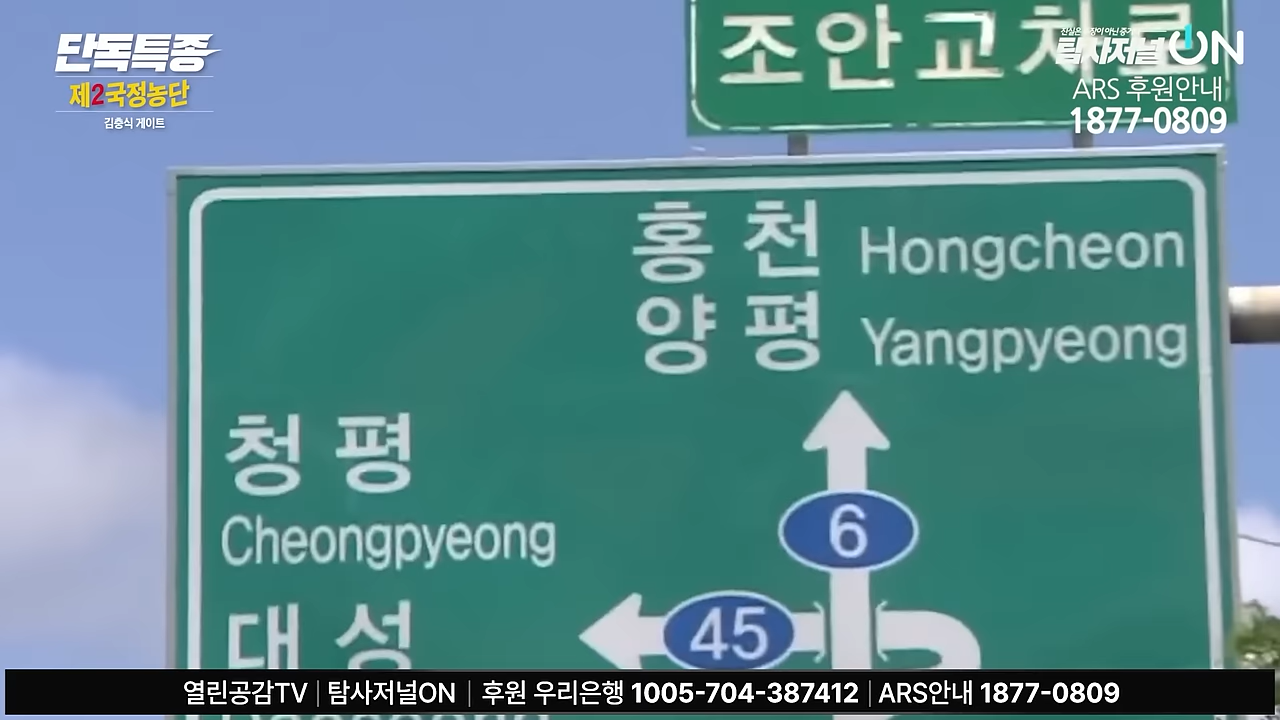 단독특종
제2국정농단
김충식 게이트
조안교차로
탐사저널ON
ARS 후원안내
1877-0809
홍천 Hongcheon
양평 Yangpyeong
청평
Cheongpyeong
6
대성
45
열린공감TV | 탐사저널ON | 후원 우리은행 1005-704-387412 | ARS안내 1877-0809